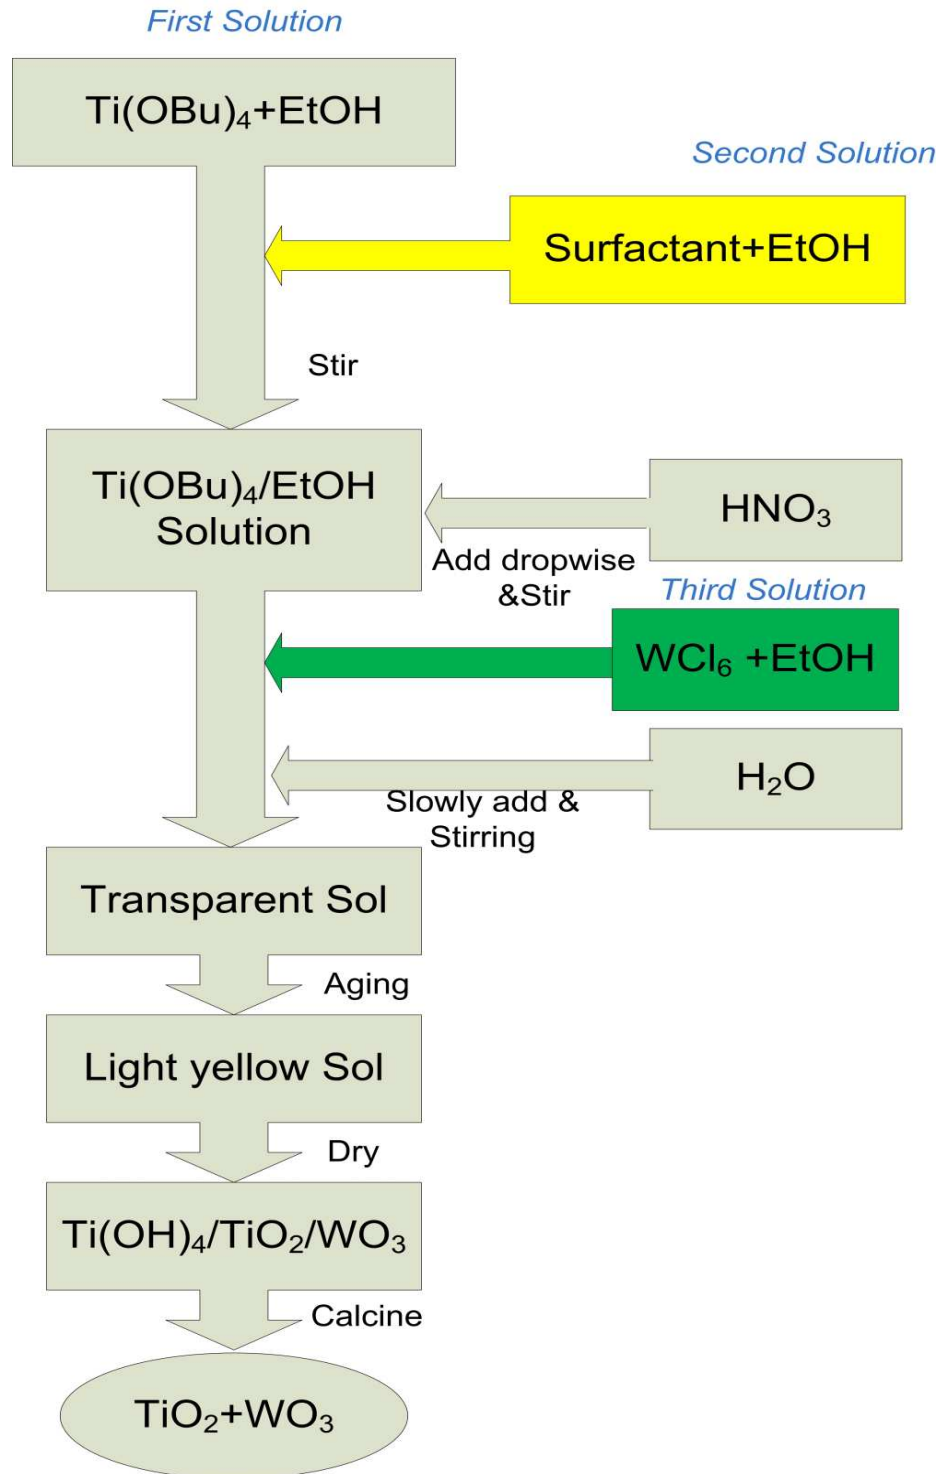 First Solution
Ti(OBu)₄+EtOH
Second Solution
Surfactant+EtOH
Stir
Ti(OBu)₄/EtOH
Solution
HNO₃
Add dropwise
&Stir
Third Solution
WCl₆ +EtOH
H₂O
Slowly add &
Stirring
Transparent Sol
Aging
Light yellow Sol
Dry
Ti(OH)₄/TiO₂/WO₃
Calcine
TiO₂+WO₃